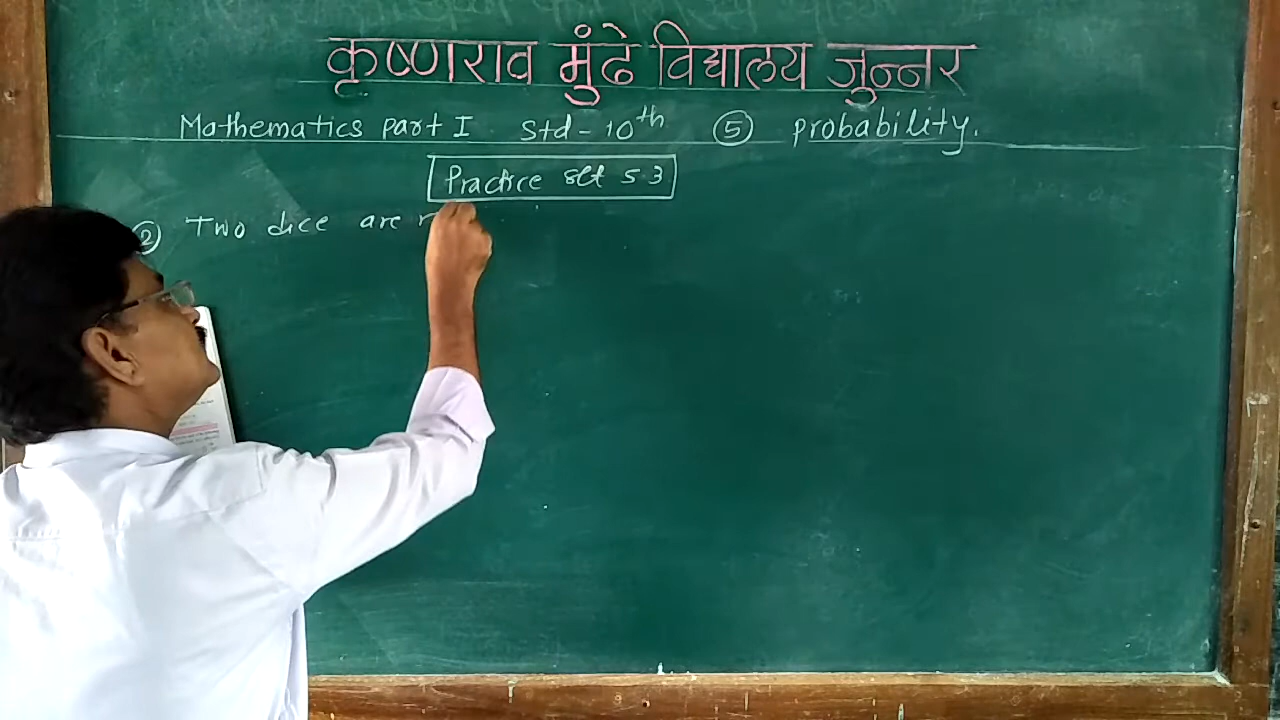 कृष्णराव मुंढे विद्यालय जुन्नर
Mathematics part I Std - 10th ⑤ probability.
Practice set 5.3
② Two dice are r